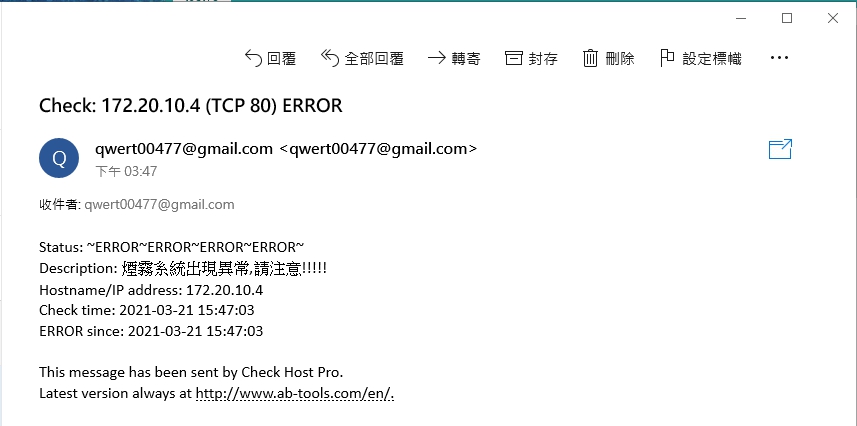 回覆 全部回覆 轉寄 封存 刪除 設定標幟 ...
Check: 172.20.10.4 (TCP 80) ERROR
Q
qwert00477@gmail.com <qwert00477@gmail.com>
下午 03:47
收件者: qwert00477@gmail.com
Status: ~ERROR~ERROR~ERROR~ERROR~
Description: 煙霧系統出現異常,請注意!!!!!
Hostname/IP address: 172.20.10.4
Check time: 2021-03-21 15:47:03
ERROR since: 2021-03-21 15:47:03
This message has been sent by Check Host Pro.
Latest version always at http://www.ab-tools.com/en/.